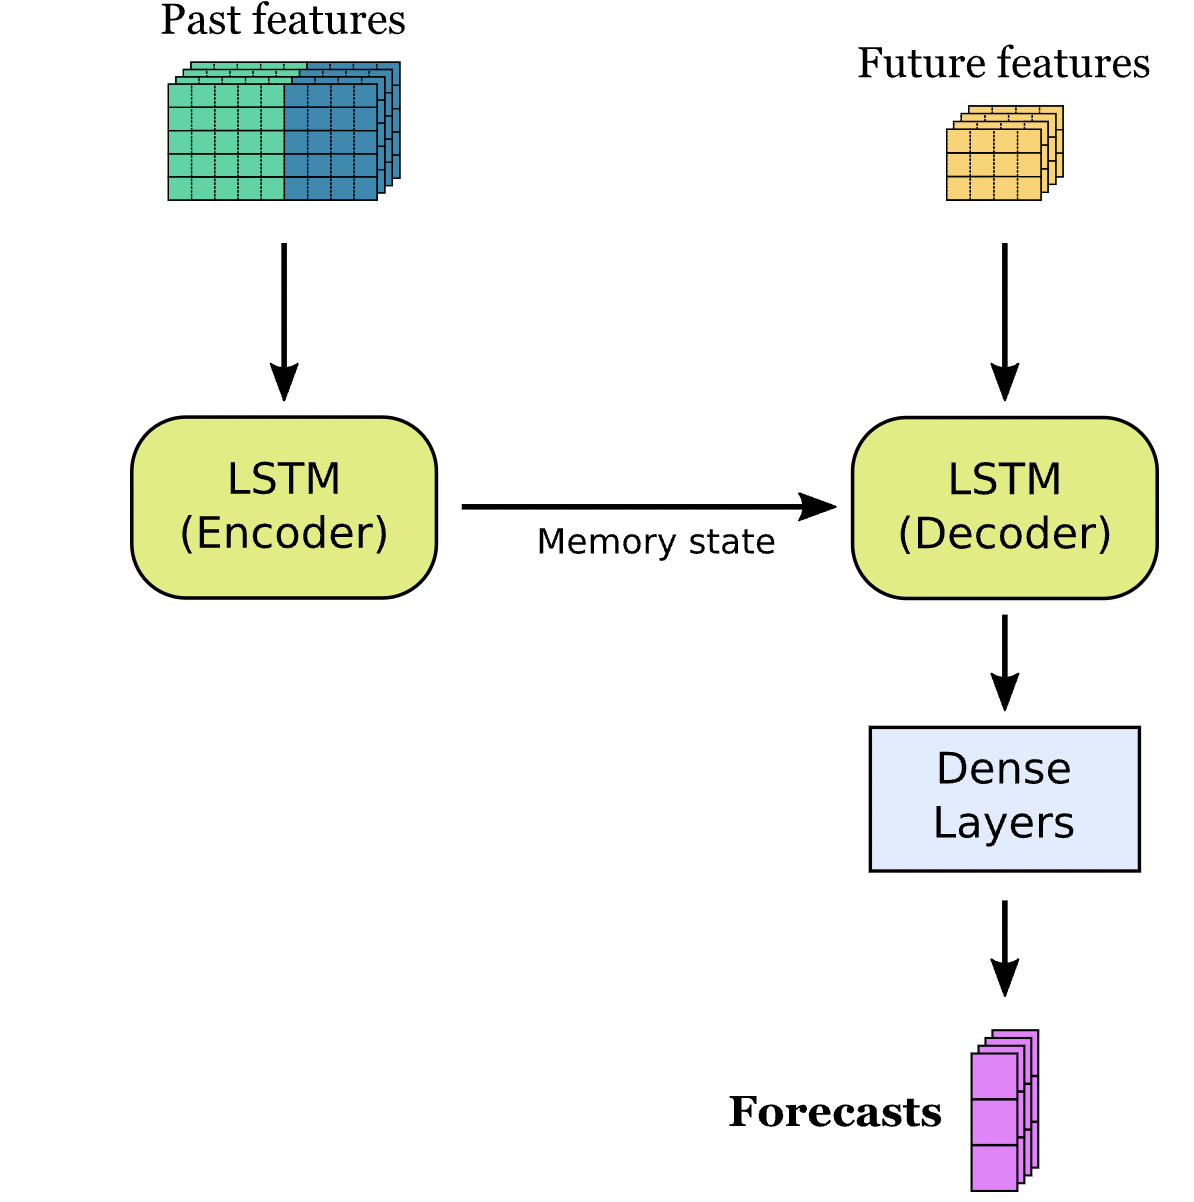 Past features
Future features
LSTM
(Encoder)
Memory state
LSTM
(Decoder)
Dense
Layers
Forecasts